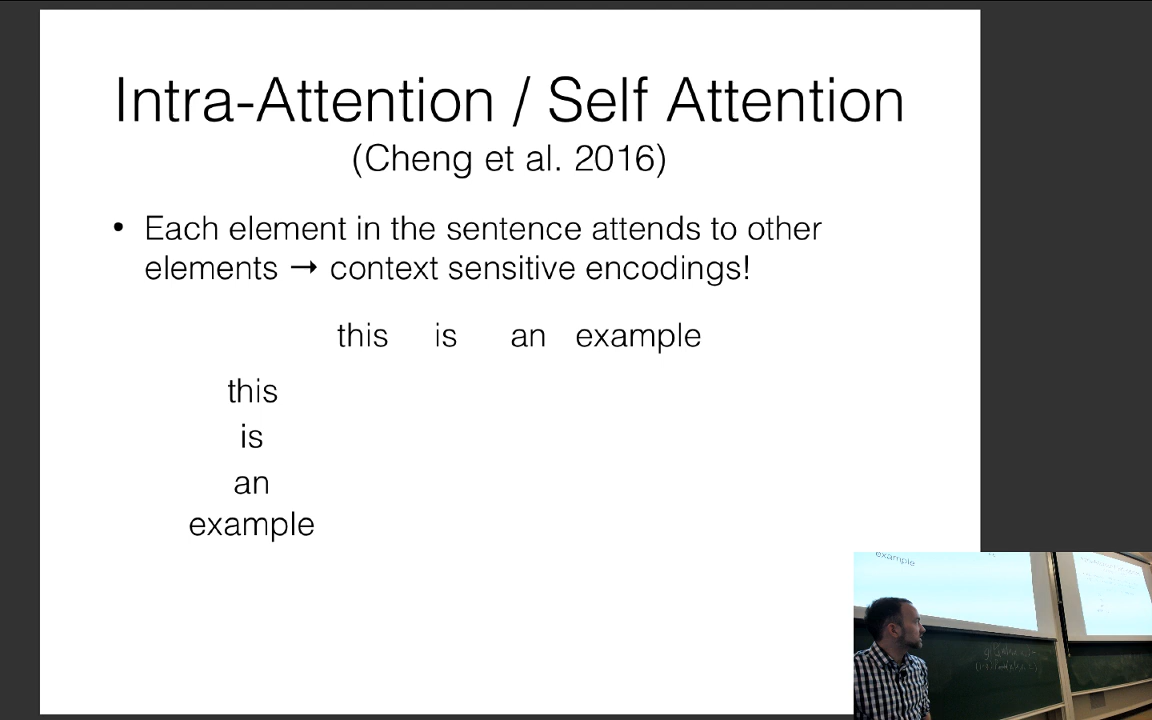 Intra-Attention / Self Attention
(Cheng et al. 2016)
• Each element in the sentence attends to other
elements → context sensitive encodings!
this is an example
this
is
an
example
example